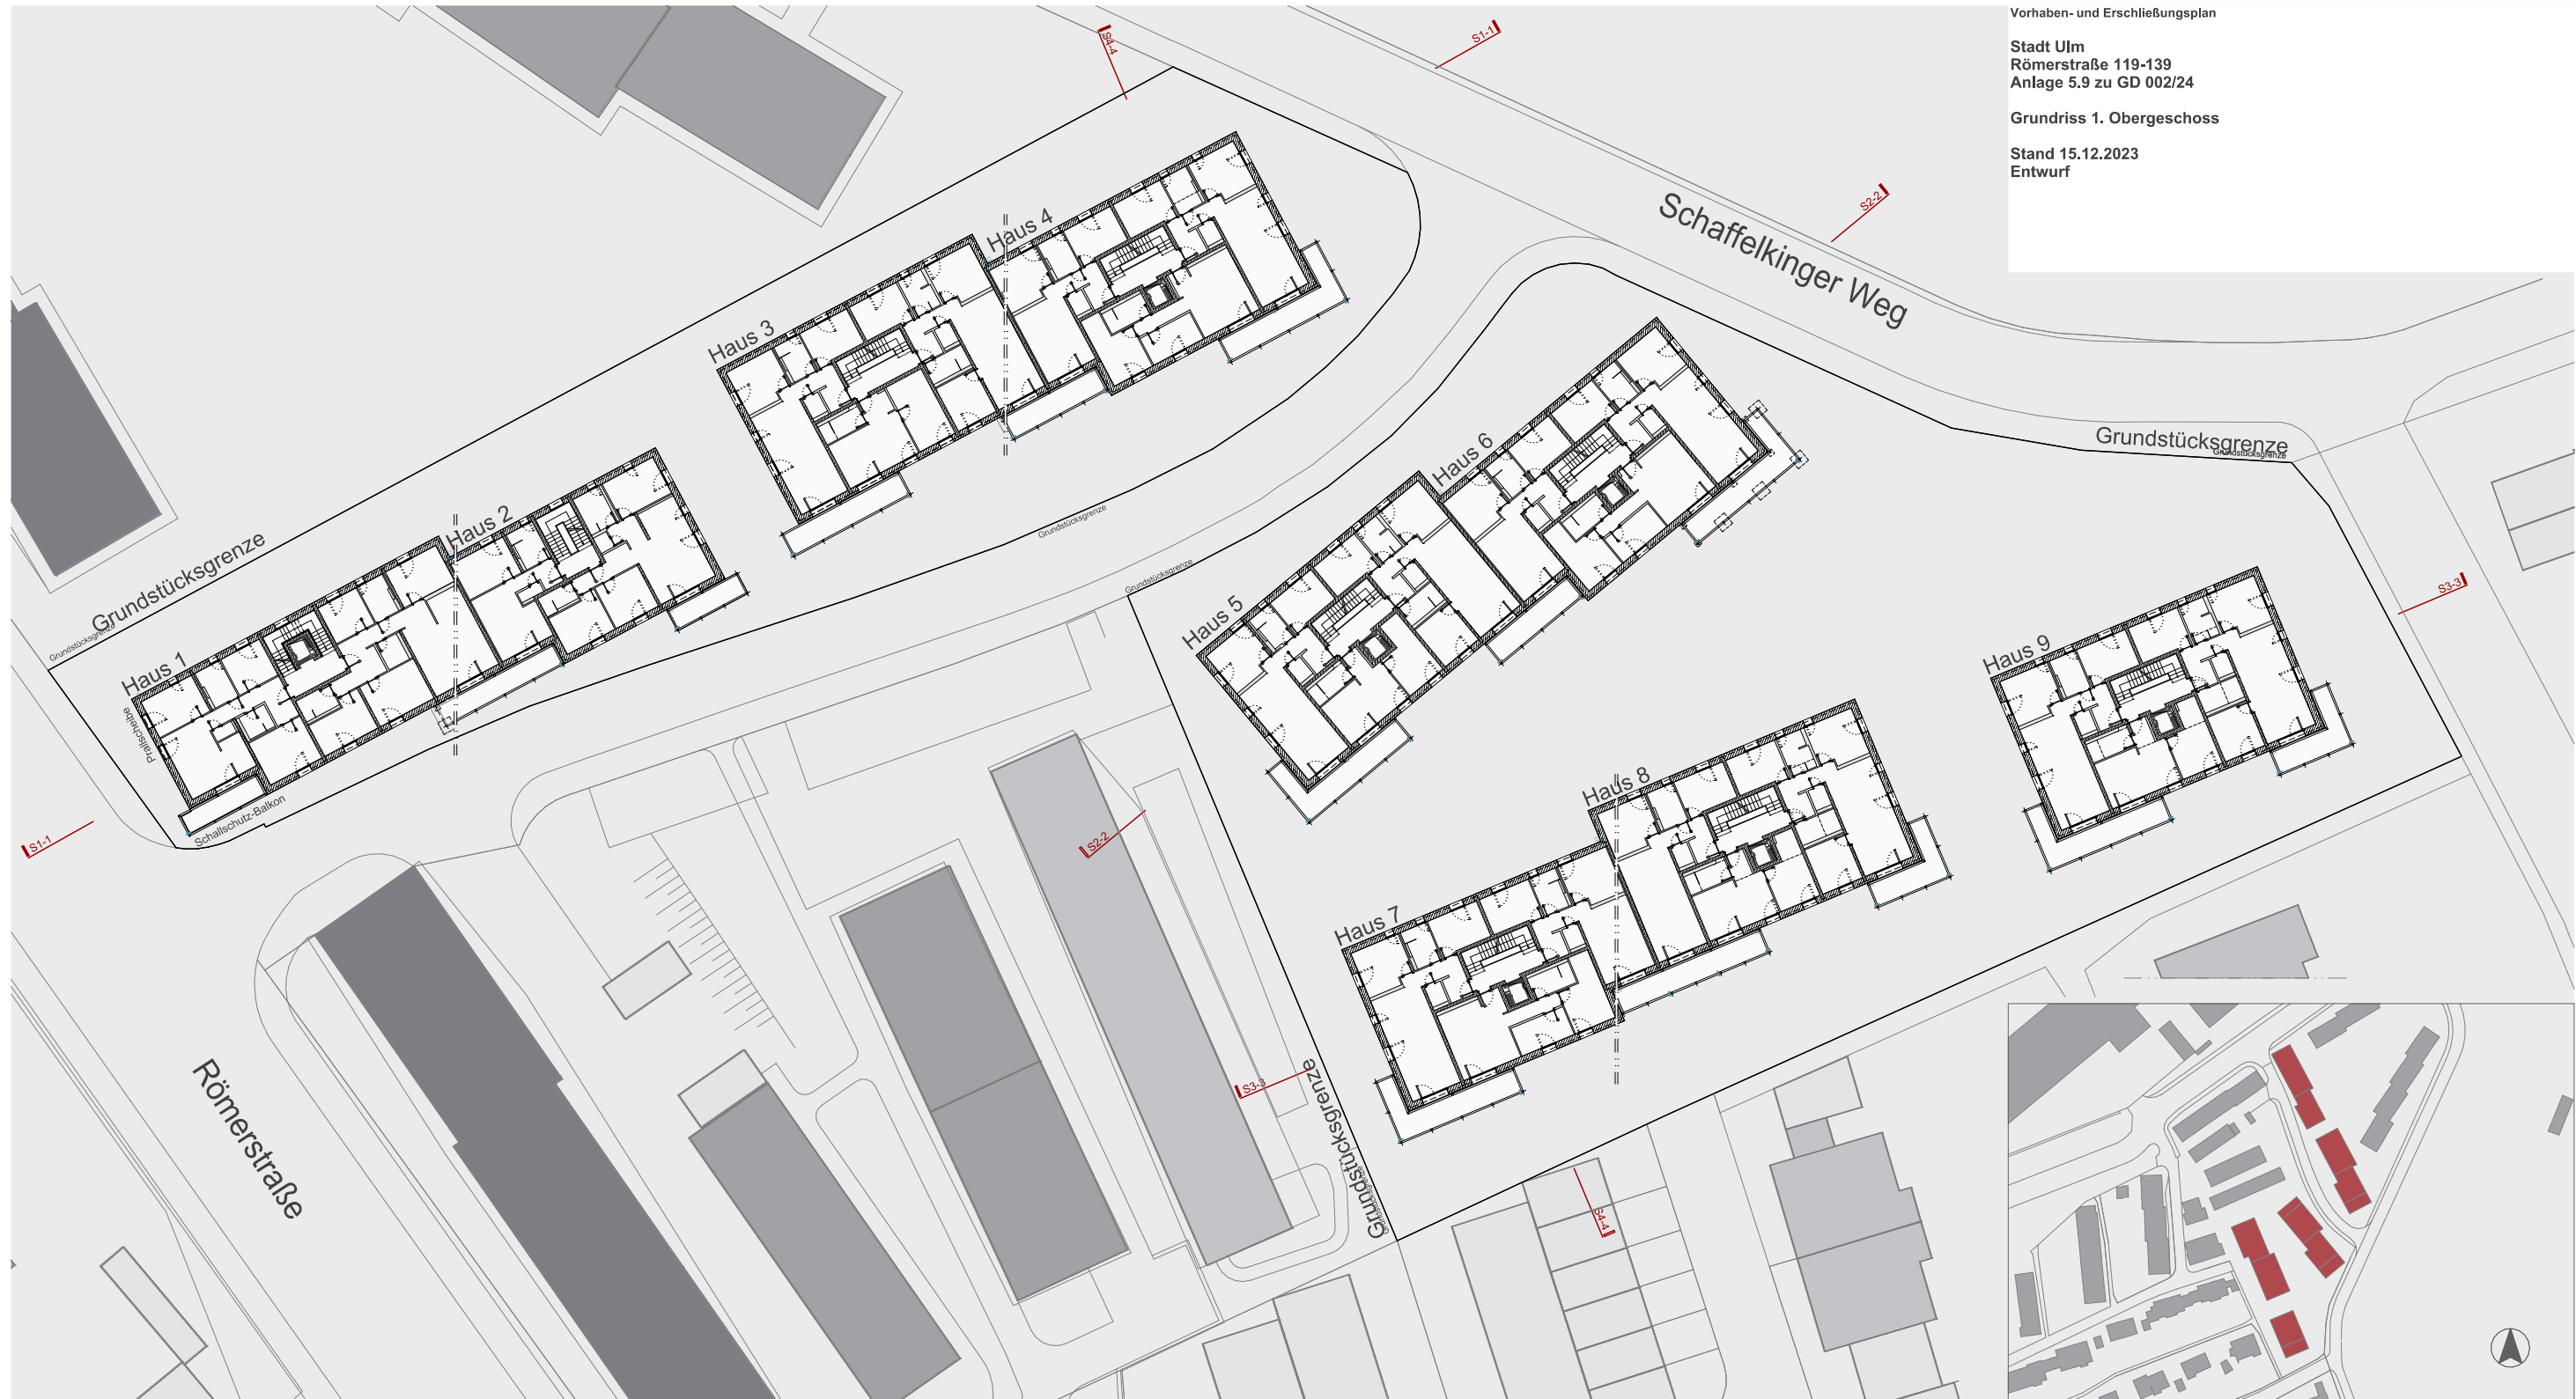 Vorhaben- und Erschließungsplan
Stadt Ulm
Römerstraße 119-139
Anlage 5.9 zu GD 002/24
Grundriss 1. Obergeschoss
Stand 15.12.2023
Entwurf
S4-4
S1-1
S2-2
Schaffelkinger Weg
Haus 4
Haus 3
Haus 6
Grundstücksgrenze
Grundstücksgrenze
Haus 2
Grundstücksgrenze
Grundstücksgrenze
Grundstücksgrenze
Grundstücksgrenze
S3-3
Haus 5
Haus 1
Haus 9
Prallscheibe
Haus 8
Schallschutz-Balkon
S1-1
S2-2
Haus 7
Römerstraße
S3-3
Grundstücksgrenze
S4-4